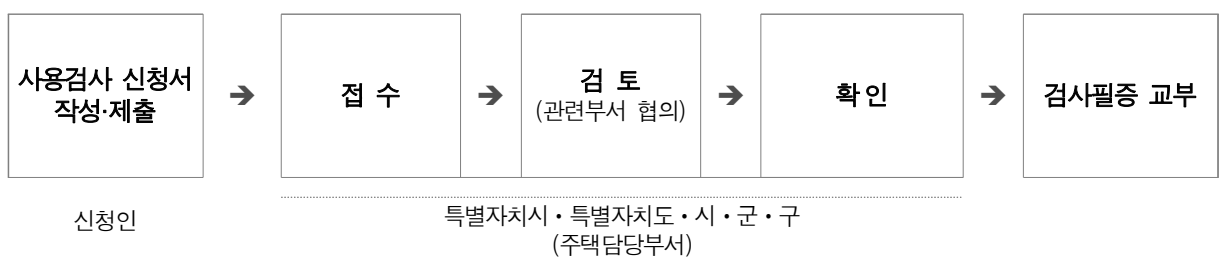 사용검사 신청서
작성·제출
➔
접 수
➔
검 토
(관련부서 협의)
➔
확 인
➔
검사필증 교부
신청인
특별자치시・특별자치도・시・군・구
(주택담당부서)